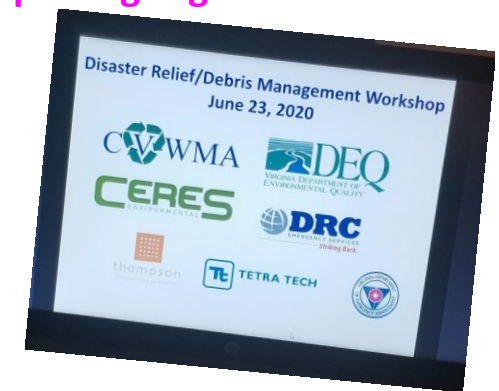 Disaster Relief/Debris Management Workshop
June 23, 2020
CVWMA
DEQ
VIRGINIA DEPARTMENT OF
ENVIRONMENTAL QUALITY
CERES
ENVIRONMENTAL
DRC
EMERGENCY SERVICES
Striking Back.
thompson
Tt TETRA TECH